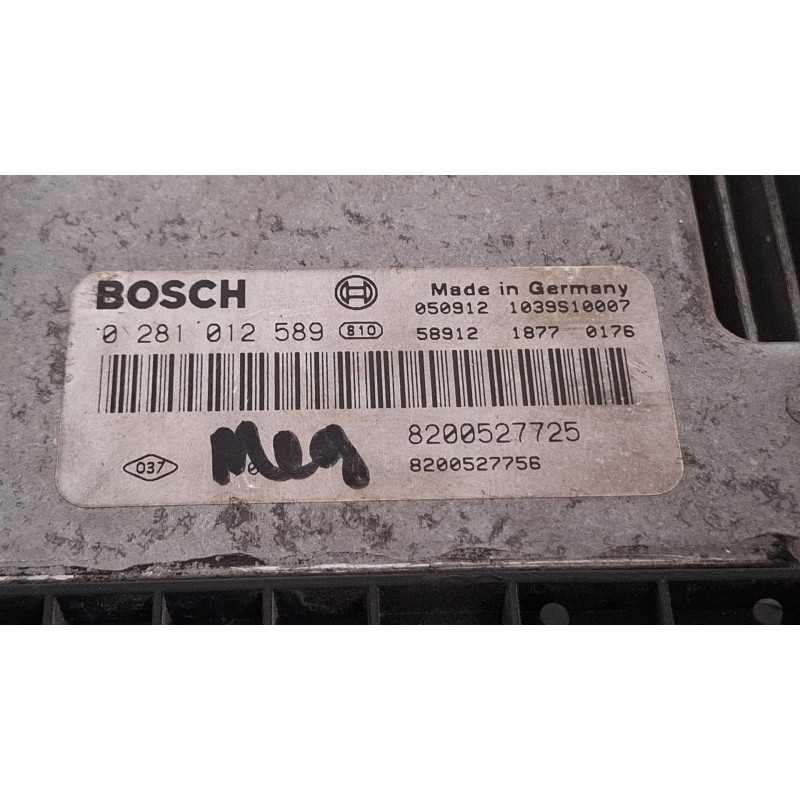 BOSCH
Made in Germany
050912 1039S10007
0 281 012 589 810
58912 1877 0176
8200527725
037 Meg
8200527756